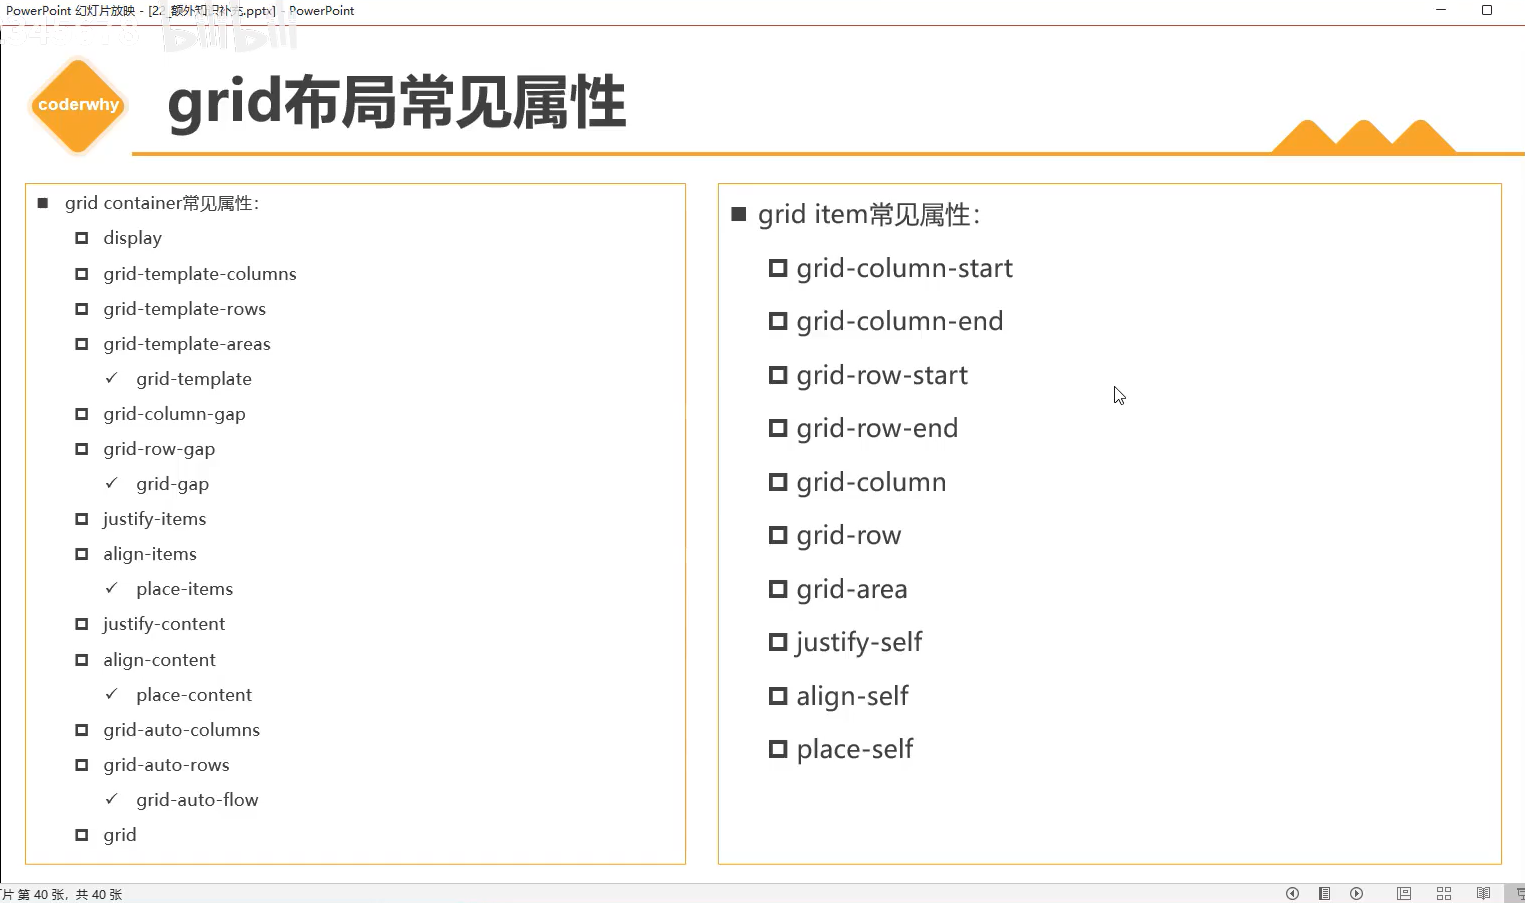 PowerPoint 幻灯片放映 - [22_额外知识补充.pptx] - PowerPoint
bilibili
coderwhy
grid布局常见属性
grid container常见属性：
display
grid-template-columns
grid-template-rows
grid-template-areas
grid-template
grid-column-gap
grid-row-gap
grid-gap
justify-items
align-items
place-items
justify-content
align-content
place-content
grid-auto-columns
grid-auto-rows
grid-auto-flow
grid
grid item常见属性：
grid-column-start
grid-column-end
grid-row-start
grid-row-end
grid-column
grid-row
grid-area
justify-self
align-self
place-self
片 第 40 张，共 40 张